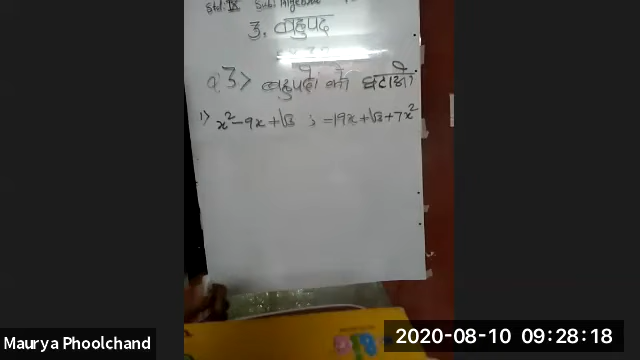 Std: IX Sub: Algebra
3. बहुपद
Q.3> बहुपदों को घटाओ
1) x² - 9x + √3 ; = 19x + √3 + 7x²
Maurya Phoolchand
2020-08-10 09:28:18